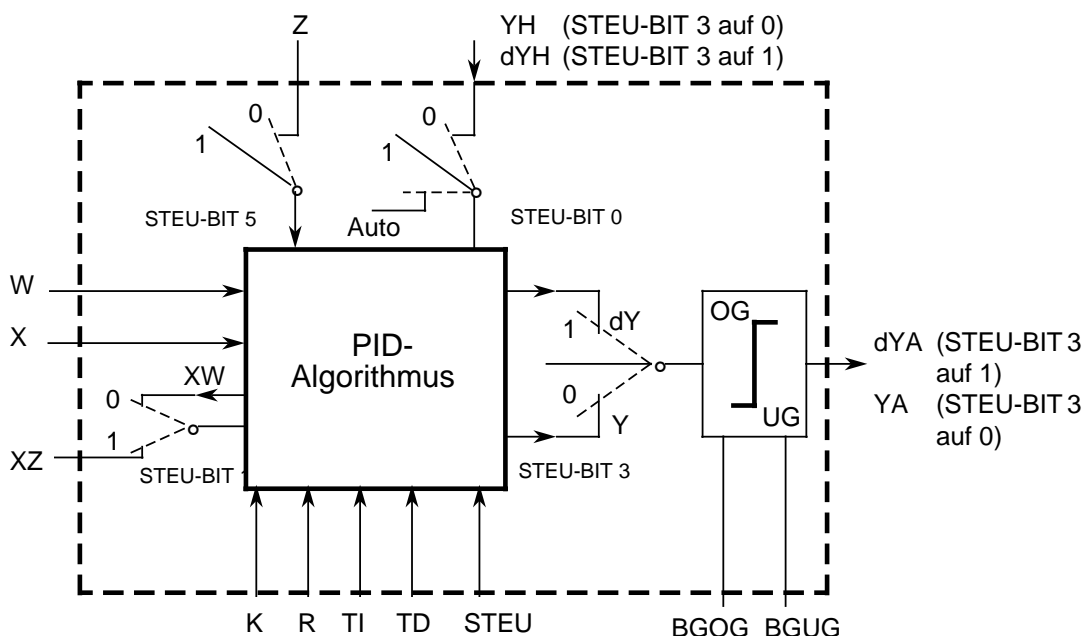 Z
YH (STEU-BIT 3 auf 0)
dYH (STEU-BIT 3 auf 1)
0
1
0
1
STEU-BIT 5
Auto
STEU-BIT 0
W
X
XW
0
1
XZ
STEU-BIT
PID-
Algorithmus
dY
1
0
Y
STEU-BIT 3
OG
UG
dYA (STEU-BIT 3
auf 1)
YA (STEU-BIT 3
auf 0)
K R TI TD STEU
BGOG BGUG